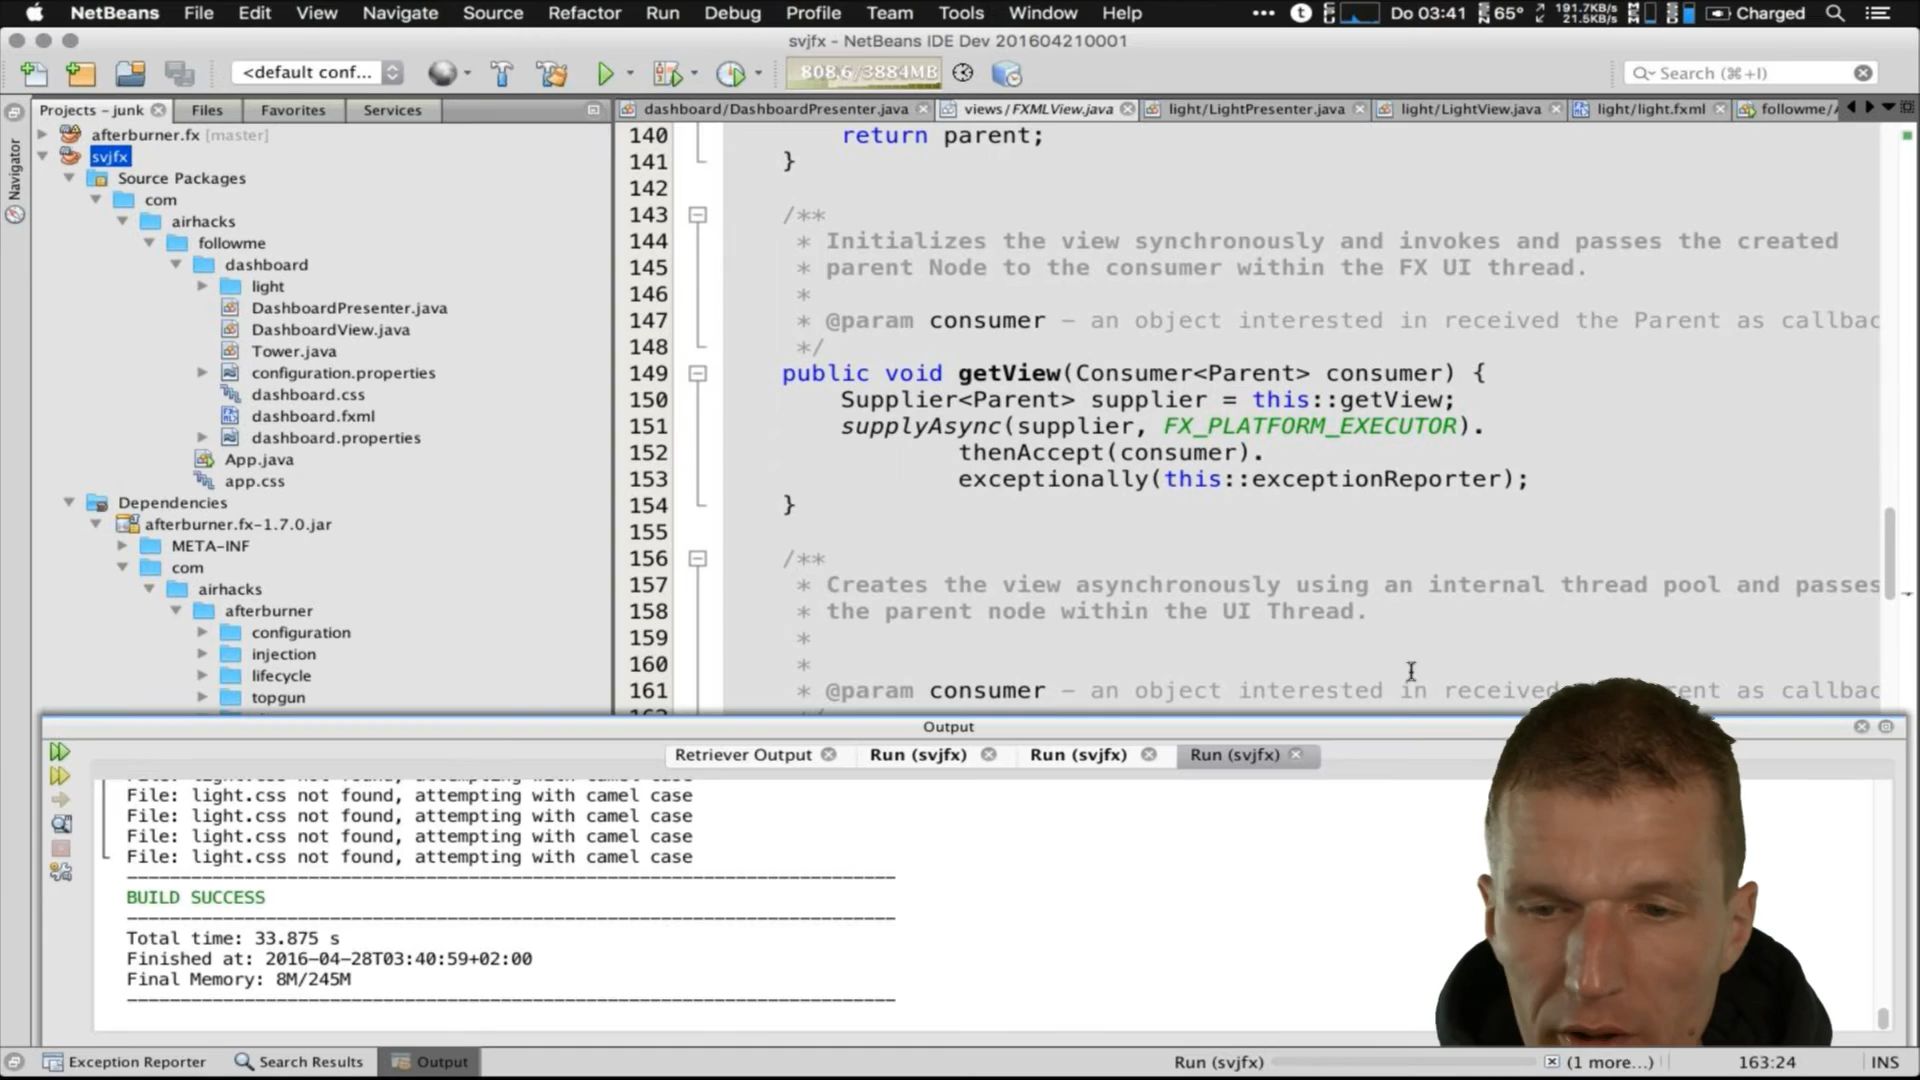 NetBeans File Edit View Navigate Source Refactor Run Debug Profile Team Tools Window Help
Do 03:41 65° 191.7KB/s 21.5KB/s Charged
svjfx - NetBeans IDE Dev 201604210001
<default conf... 808,6/3884MB Search (⌘+I)
Projects - junk Files Favorites Services
dashboard/DashboardPresenter.java views/FXMLView.java light/LightPresenter.java light/LightView.java light/light.fxml followme/
Navigator
afterburner.fx [master]
svjfx
Source Packages
com
airhacks
followme
dashboard
light
DashboardPresenter.java
DashboardView.java
Tower.java
configuration.properties
dashboard.css
dashboard.fxml
dashboard.properties
App.java
app.css
Dependencies
afterburner.fx-1.7.0.jar
META-INF
com
airhacks
afterburner
configuration
injection
lifecycle
topgun
140 return parent;
141 }
142
143 /**
144 * Initializes the view synchronously and invokes and passes the created
145 * parent Node to the consumer within the FX UI thread.
146 *
147 * @param consumer - an object interested in received the Parent as callbac
148 */
149 public void getView(Consumer<Parent> consumer) {
150 Supplier<Parent> supplier = this::getView;
151 supplyAsync(supplier, FX_PLATFORM_EXECUTOR).
152 thenAccept(consumer).
153 exceptionally(this::exceptionReporter);
154 }
155
156 /**
157 * Creates the view asynchronously using an internal thread pool and passes
158 * the parent node within the UI Thread.
159 *
160 *
161 * @param consumer - an object interested in received as callbac
Output
Retriever Output Run (svjfx) Run (svjfx) Run (svjfx)
File: light.css not found, attempting with camel case
File: light.css not found, attempting with camel case
File: light.css not found, attempting with camel case
File: light.css not found, attempting with camel case
File: light.css not found, attempting with camel case
BUILD SUCCESS
Total time: 33.875 s
Finished at: 2016-04-28T03:40:59+02:00
Final Memory: 8M/245M
Exception Reporter Search Results Output Run (svjfx) (1 more...) 163:24 INS